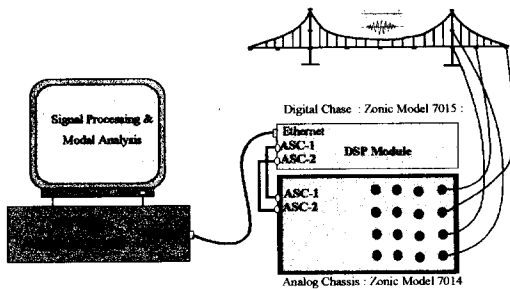 Signal Processing &
Modal Analysis
Digital Chase : Zonic Model 7015 :
Ethernet
ASC-1
ASC-2
DSP Module
ASC-1
ASC-2
Analog Chassis : Zonic Model 7014